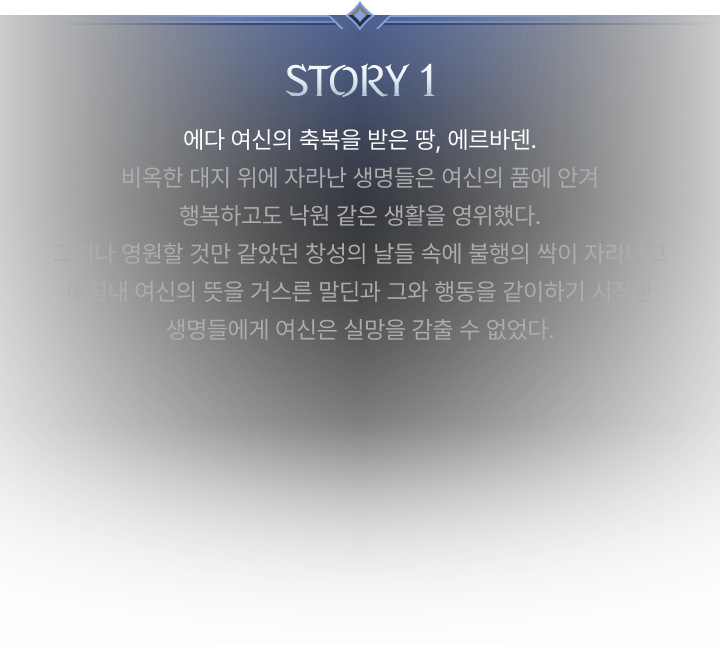 STORY 1
에다 여신의 축복을 받은 땅, 에르바덴.
비옥한 대지 위에 자라난 생명들은 여신의 품에 안겨
행복하고도 낙원 같은 생활을 영위했다.
그러나 영원할 것만 같았던 창성의 날들 속에 불행의 싹이 자라나고
마침내 여신의 뜻을 거스른 말딘과 그와 행동을 같이하기 시작한
생명들에게 여신은 실망을 감출 수 없었다.